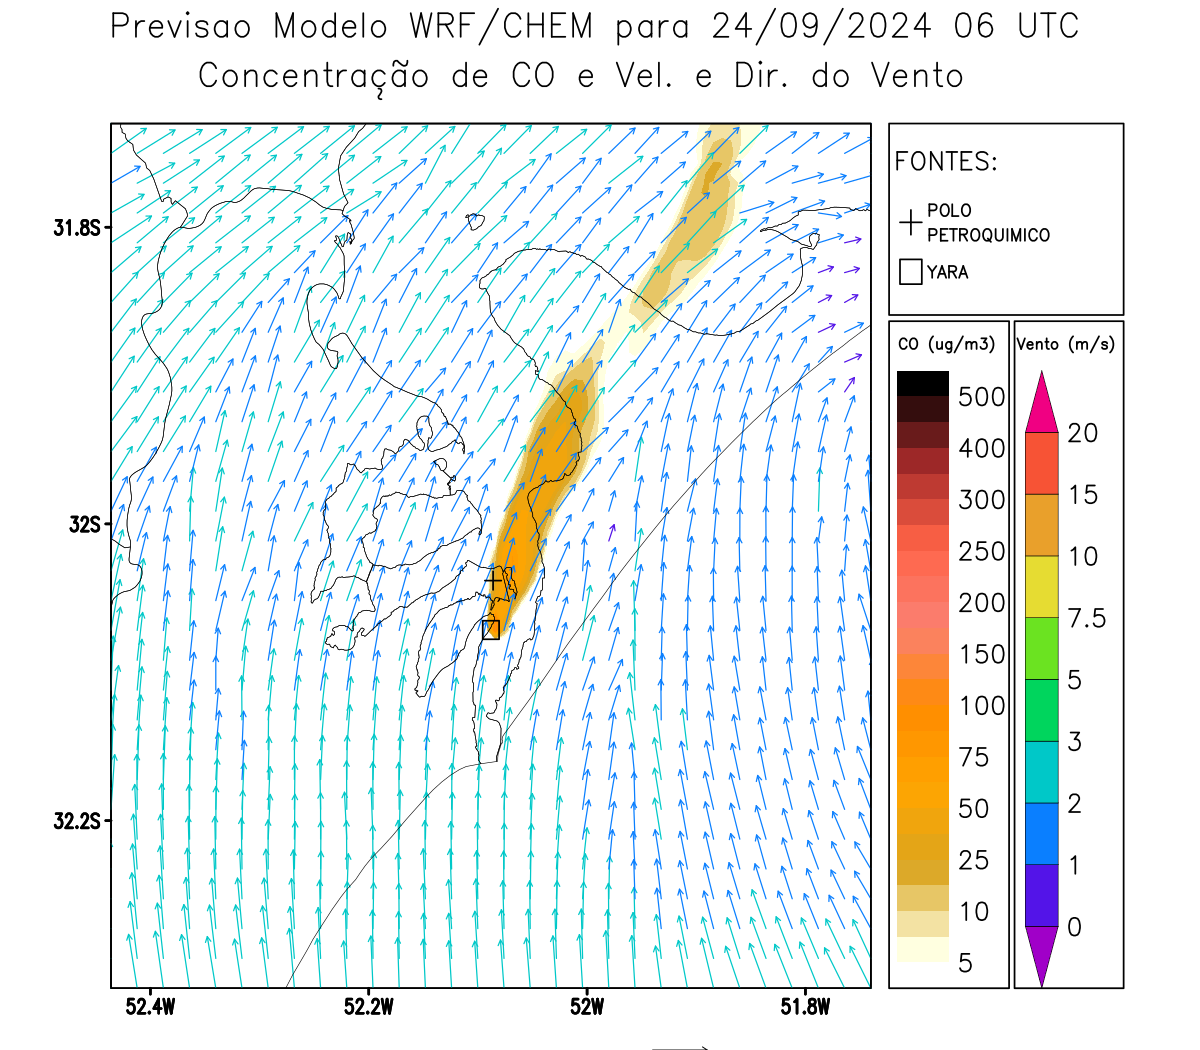 Previsao Modelo WRF/CHEM para 24/09/2024 06 UTC
Concentração de CO e Vel. e Dir. do Vento
FONTES:
POLO
PETROQUIMICO
YARA
31.8S
32S
32.2S
52.4W
52.2W
52W
51.8W
CO (ug/m3)
500
400
300
250
200
150
100
75
50
25
10
5
Vento (m/s)
20
15
10
7.5
5
3
2
1
0